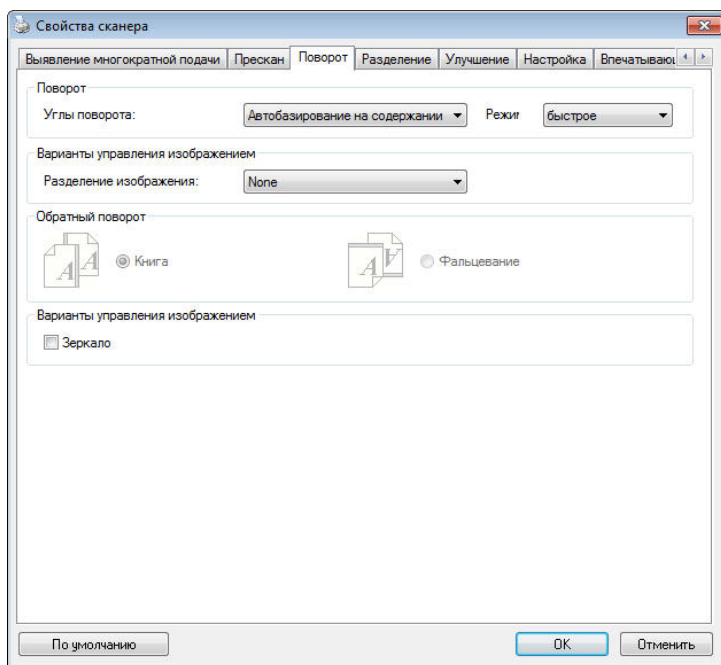 Свойства сканера
Выявление многократной подачи Прескан Поворот Разделение Улучшение Настройка Впечатываю
Поворот
Углы поворота: Автобазирование на содержании Режи быстрое
Варианты управления изображением
Разделение изображения: None
Обратный поворот
A A Книга A A Фальцевание
Варианты управления изображением
Зеркало
По умолчанию OK Отменить